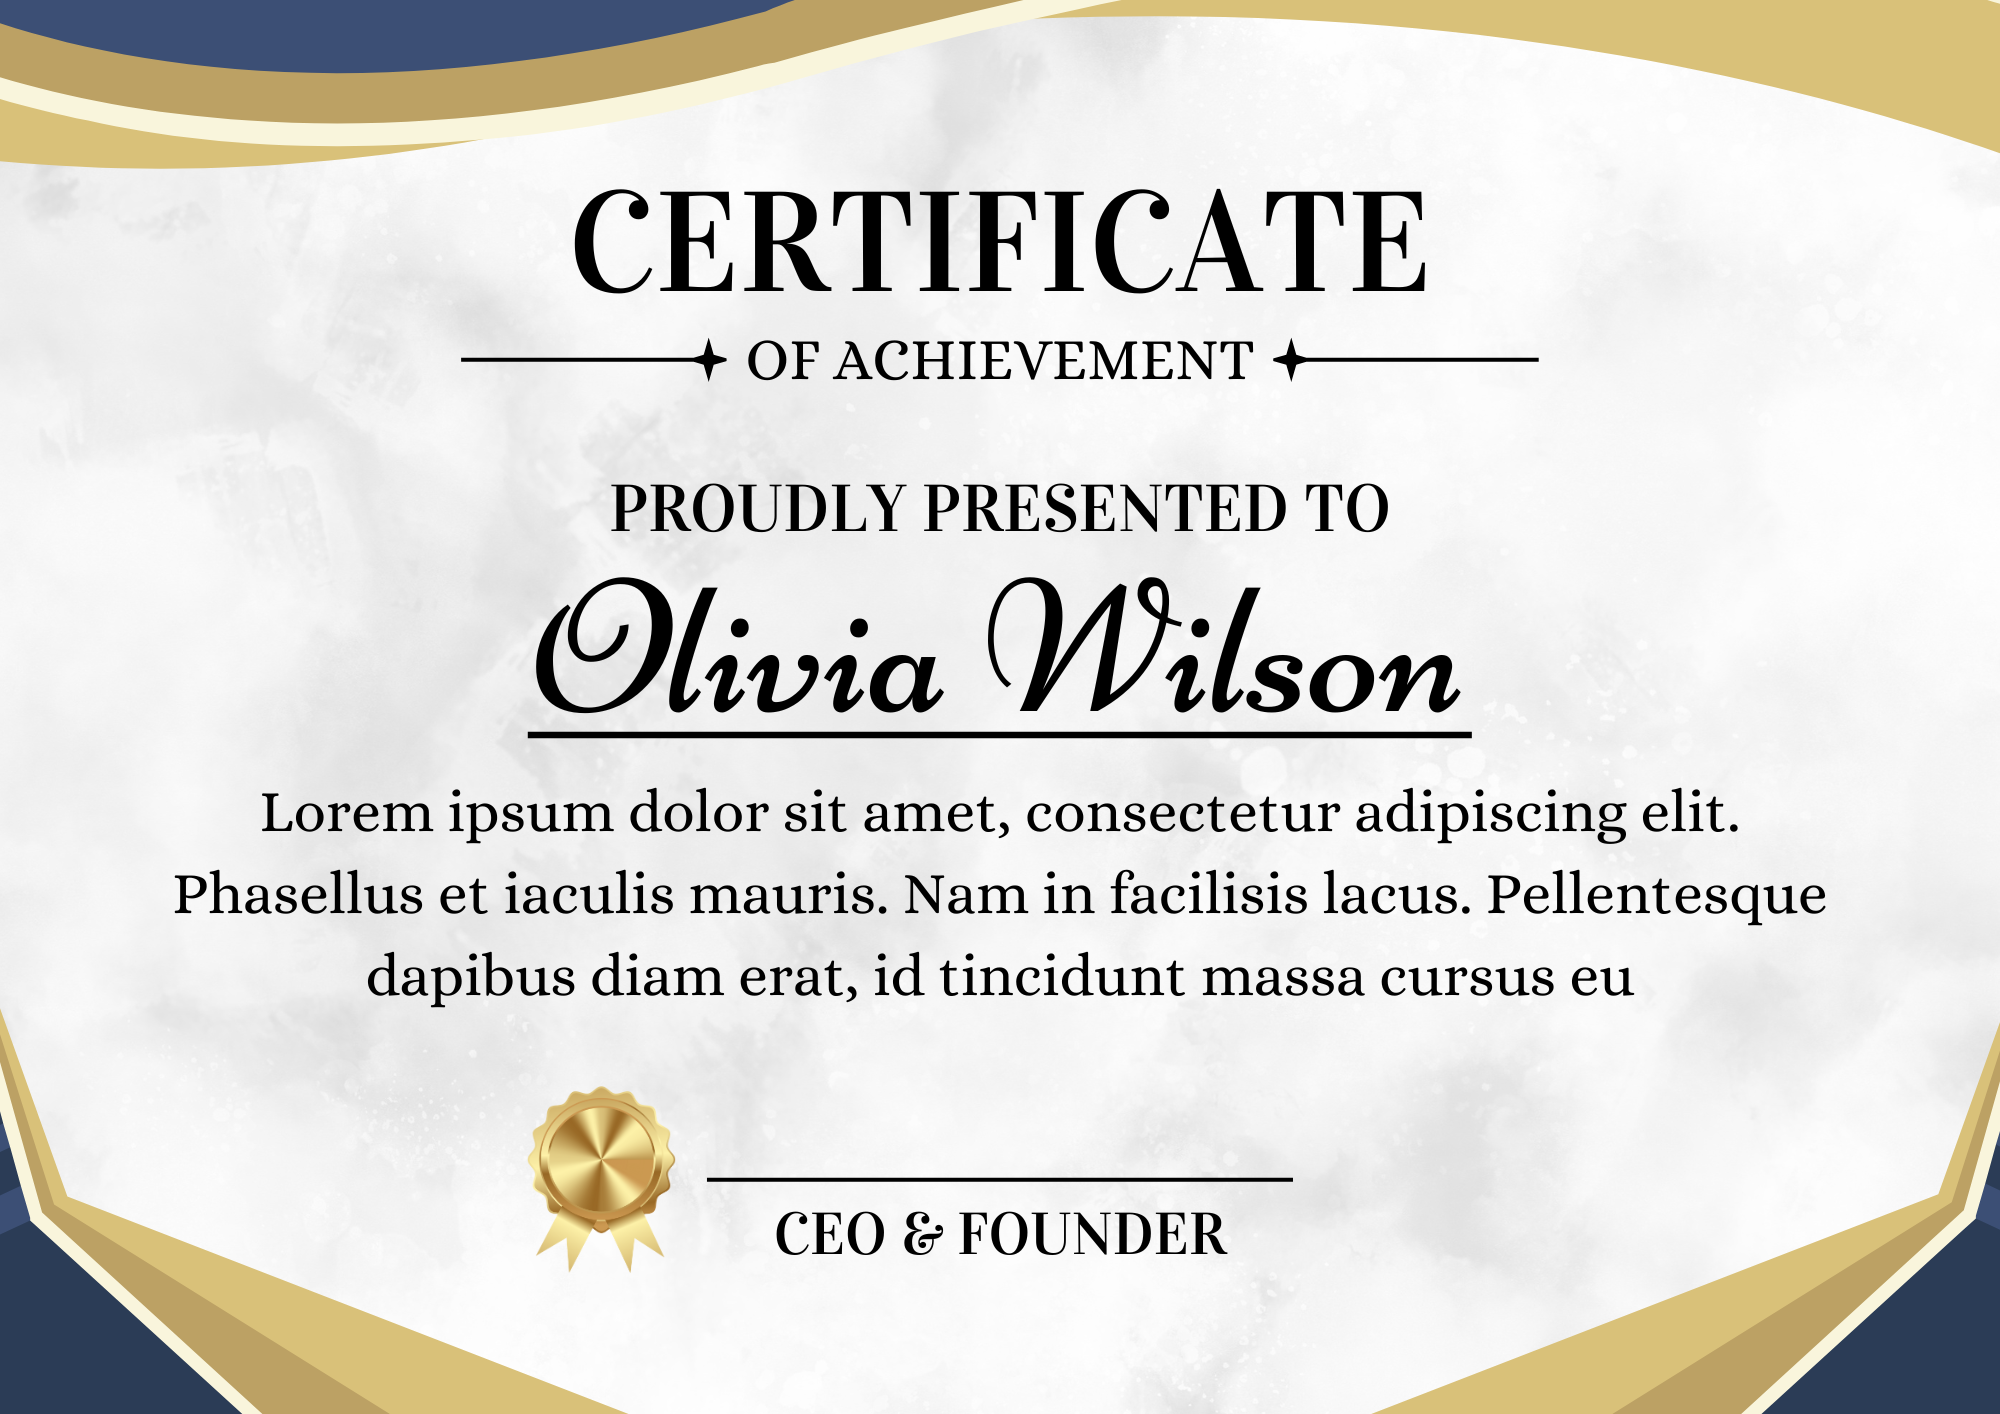 CERTIFICATE
OF ACHIEVEMENT
PROUDLY PRESENTED TO
Olivia Wilson
Lorem ipsum dolor sit amet, consectetur adipiscing elit.
Phasellus et iaculis mauris. Nam in facilisis lacus. Pellentesque
dapibus diam erat, id tincidunt massa cursus eu
CEO & FOUNDER